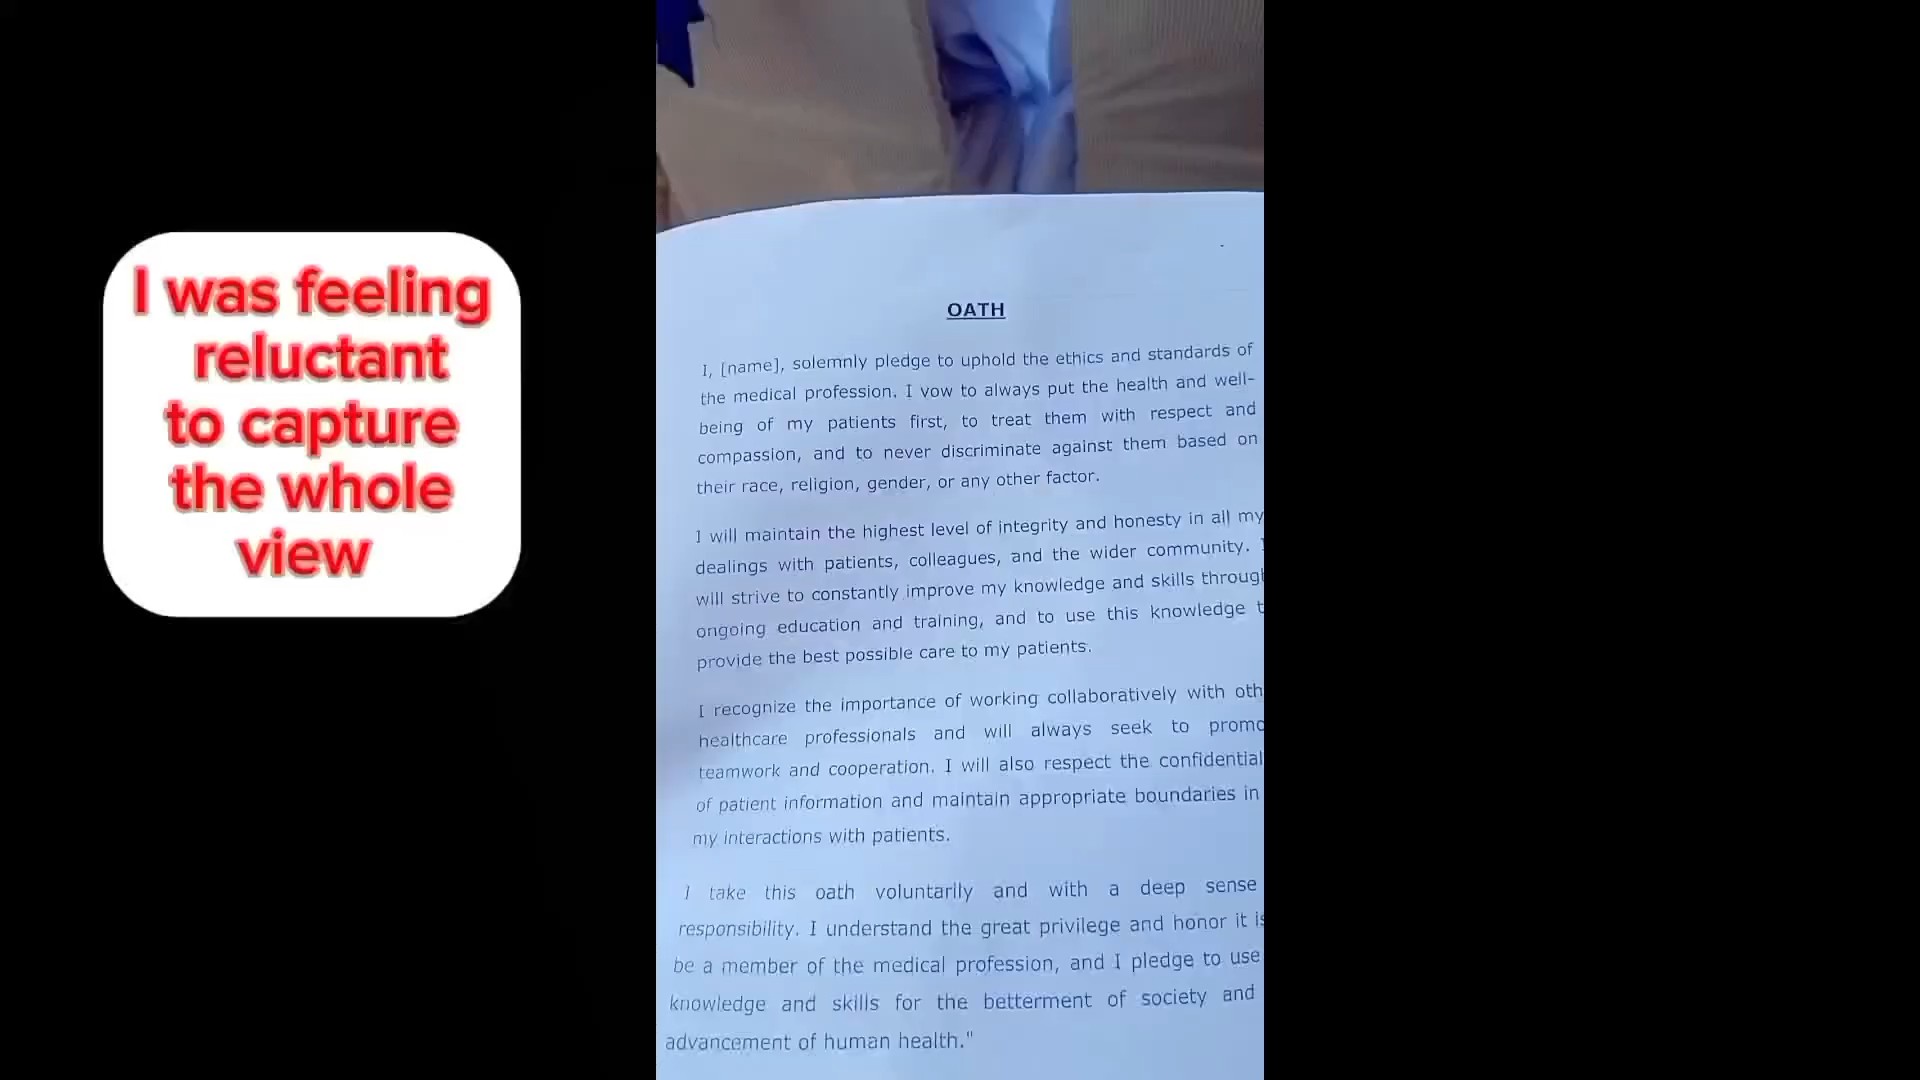 I was feeling
reluctant
to capture
the whole
view
OATH
I, [name], solemnly pledge to uphold the ethics and standards of
the medical profession. I vow to always put the health and well-
being of my patients first, to treat them with respect and
compassion, and to never discriminate against them based on
their race, religion, gender, or any other factor.
I will maintain the highest level of integrity and honesty in all my
dealings with patients, colleagues, and the wider community.
will strive to constantly improve my knowledge and skills
ongoing education and training, and to use this knowledge
provide the best possible care to my patients.
I recognize the importance of working collaboratively with
healthcare professionals and will always seek to
teamwork and cooperation. I will also respect the
of patient information and maintain appropriate boundaries in
my interactions with patients.
I take this oath voluntarily and with a deep sense
responsibility. I understand the great privilege and honor it
be a member of the medical profession, and I pledge to use
knowledge and skills for the betterment of society and
advancement of human health."